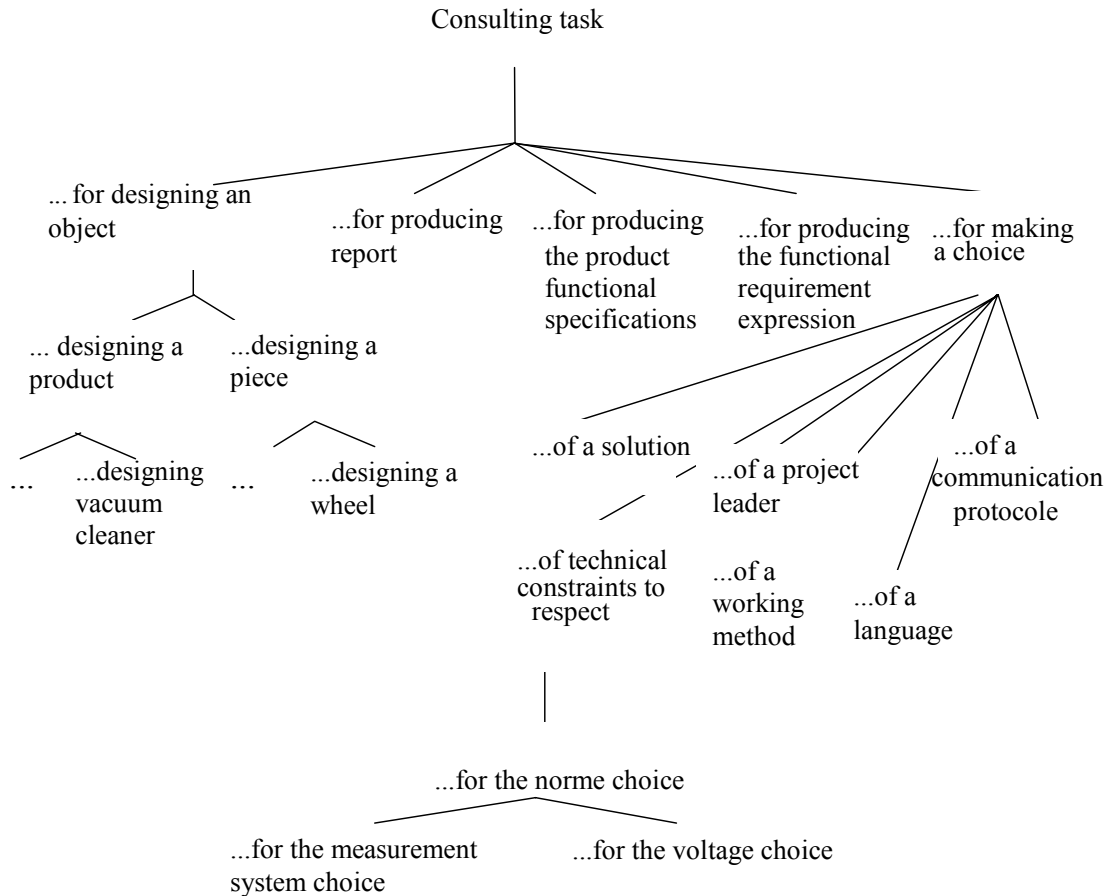 Consulting task
... for designing an
object
...for producing
report
...for producing
the product
functional
specifications
...for producing
the functional
requirement
expression
...for making
a choice
... designing a
product
...designing a
piece
...
...designing
vacuum
cleaner
...
...designing a
wheel
...of a solution
...of a project
leader
...of a
communication
protocole
...of technical
constraints to
respect
...of a
working
method
...of a
language
...for the norme choice
...for the measurement
system choice
...for the voltage choice